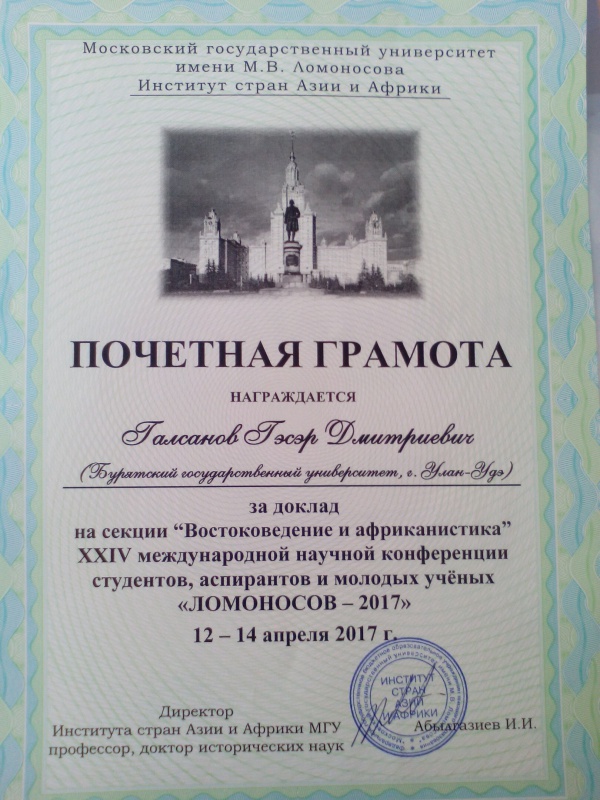 Московский государственный университет
имени М.В. Ломоносова
Институт стран Азии и Африки
ПОЧЕТНАЯ ГРАМОТА
НАГРАЖДАЕТСЯ
Галсанов Гэсэр Дмитриевич
(Бурятский государственный университет, г. Улан-Удэ)
за доклад
на секции “Востоковедение и африканистика”
XXIV международной научной конференции
студентов, аспирантов и молодых учёных
«ЛОМОНОСОВ – 2017»
12 – 14 апреля 2017 г.
ИНСТИТУТ
СТРАН
АЗИИ
И АФРИКИ
Директор
Института стран Азии и Африки МГУ
профессор, доктор исторических наук
Абылгазиев И.И.